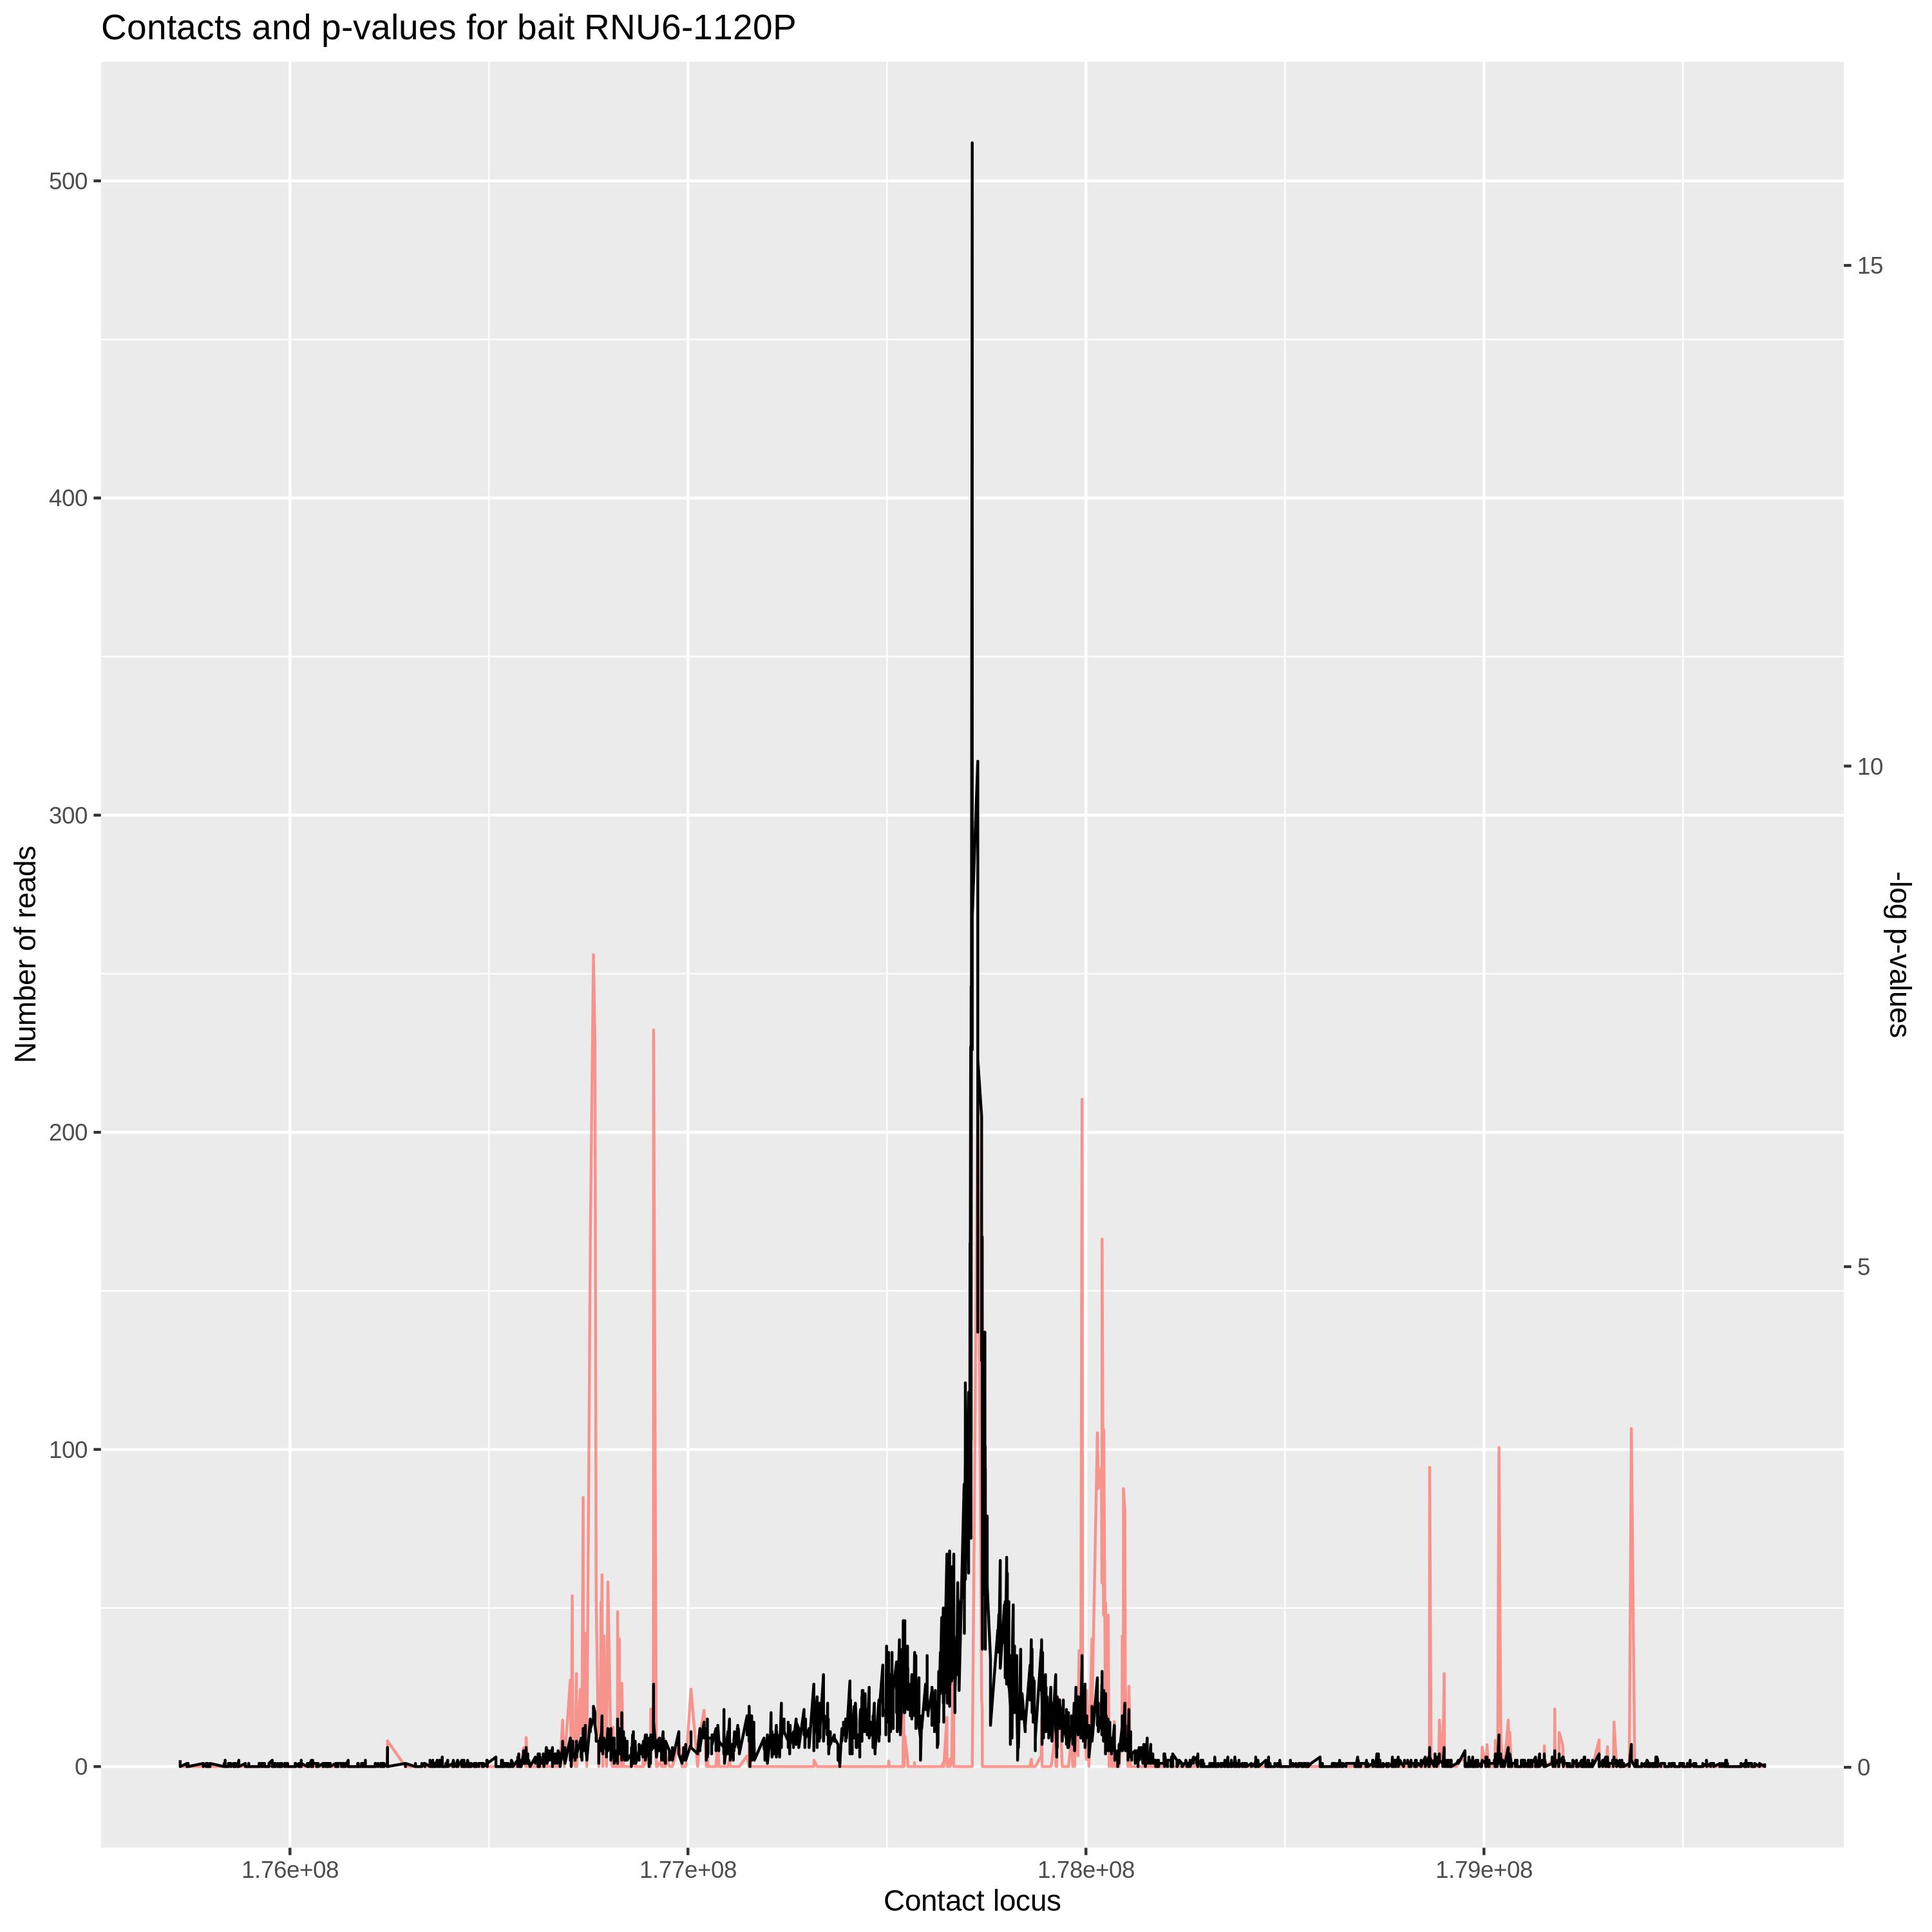 Contacts and p-values for bait RNU6-1120P
500
400
300
200
100
0
Number of reads
15
10
5
0
-log p-values
1.76e+08
1.77e+08
1.78e+08
1.79e+08
Contact locus